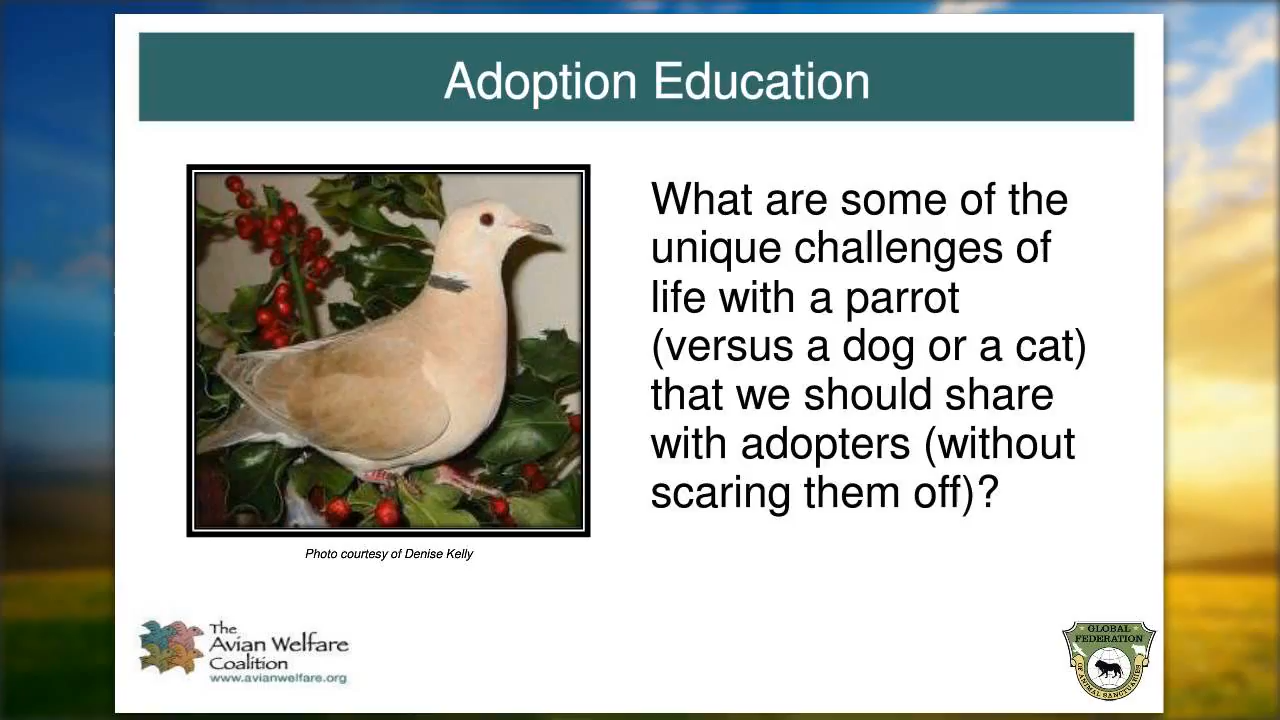 Adoption Education
What are some of the
unique challenges of
life with a parrot
(versus a dog or a cat)
that we should share
with adopters (without
scaring them off)?
Photo courtesy of Denise Kelly
The
Avian Welfare
Coalition
www.avianwelfare.org
GLOBAL
FEDERATION
OF ANIMAL SANCTUARIES